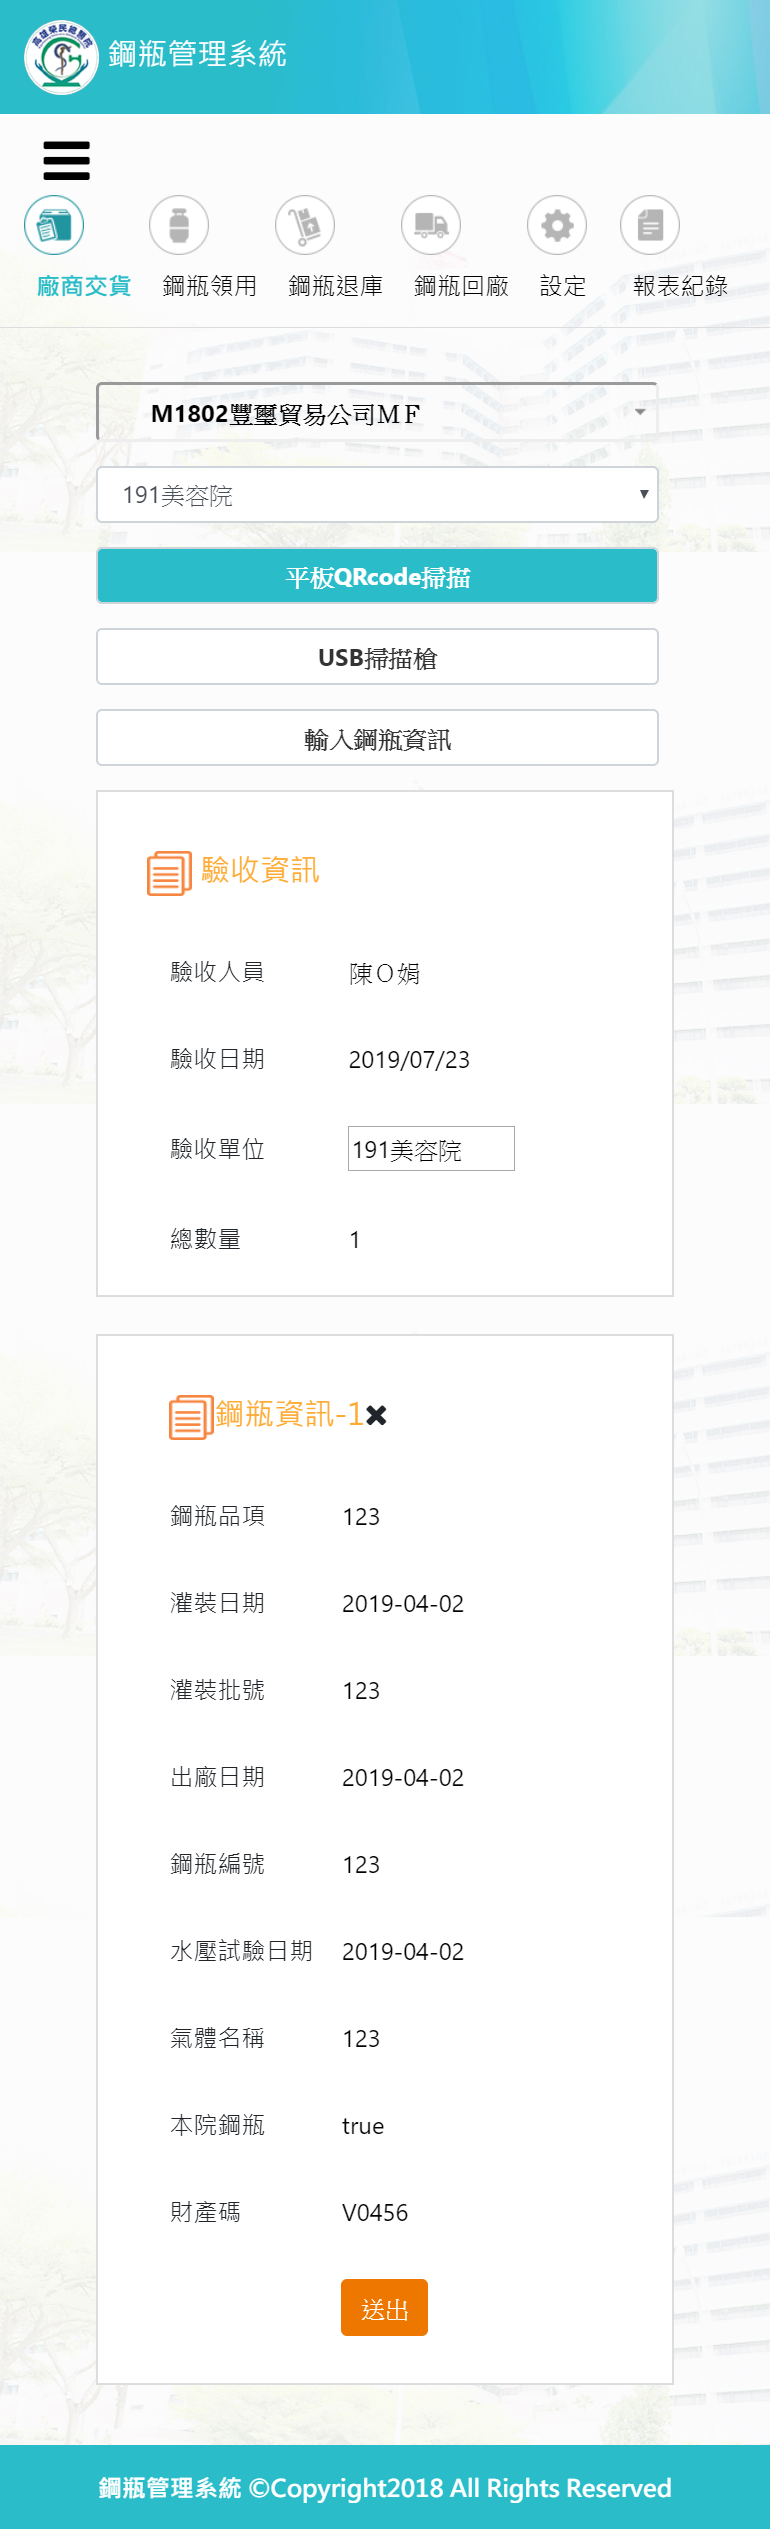 高雄榮民總醫院
鋼瓶管理系統
廠商交貨 鋼瓶領用 鋼瓶退庫 鋼瓶回廠 設定 報表紀錄
M1802豐璽貿易公司ＭＦ
191美容院
平板QRcode掃描
USB掃描槍
輸入鋼瓶資訊
驗收資訊
驗收人員 陳Ｏ娟
驗收日期 2019/07/23
驗收單位 191美容院
總數量 1
鋼瓶資訊-1
鋼瓶品項 123
灌裝日期 2019-04-02
灌裝批號 123
出廠日期 2019-04-02
鋼瓶編號 123
水壓試驗日期 2019-04-02
氣體名稱 123
本院鋼瓶 true
財產碼 V0456
送出
鋼瓶管理系統 ©Copyright2018 All Rights Reserved